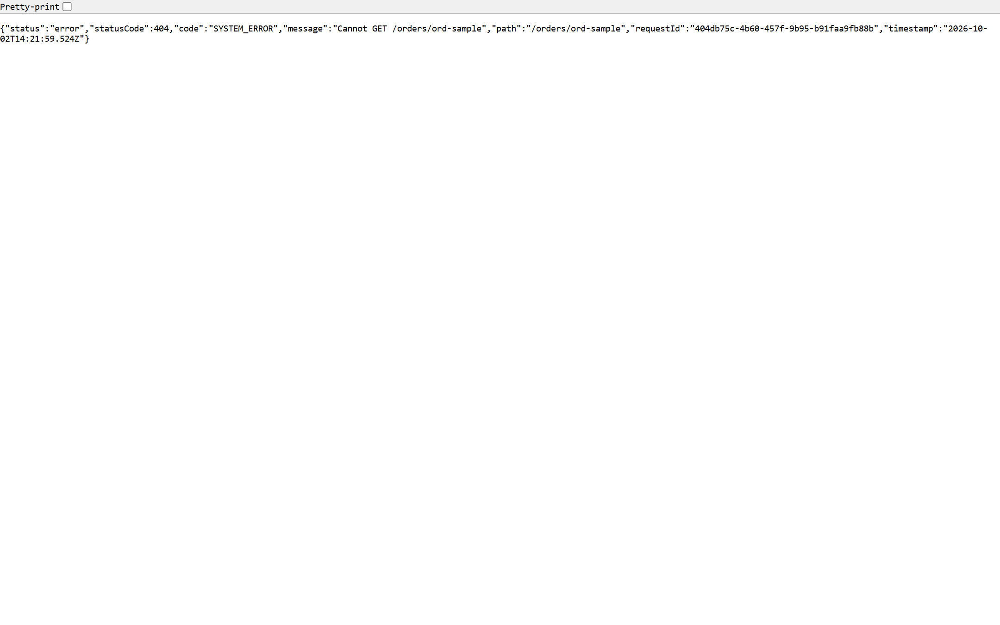 Pretty-print
{"status":"error","statusCode":404,"code":"SYSTEM_ERROR","message":"Cannot GET /orders/ord-sample","path":"/orders/ord-sample","requestId":"404db75c-4b60-457f-9b95-b91faa9fb88b","timestamp":"2026-10-
02T14:21:59.524Z"}